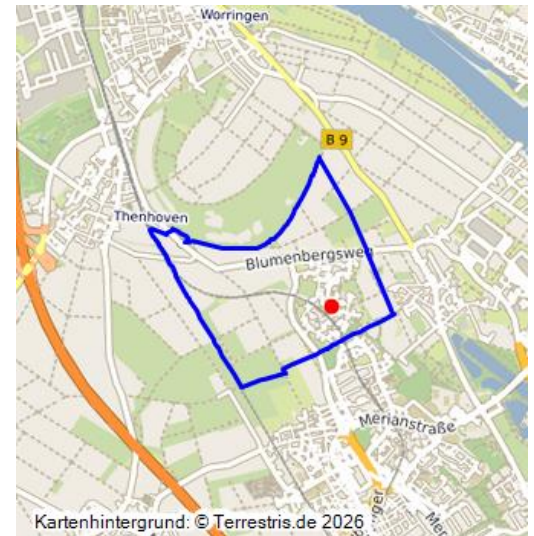 Worringen
B 9
Thenhoven
Blumenbergsweg
Merianstraße
Kartenhintergrund: © Terrestris.de 2026